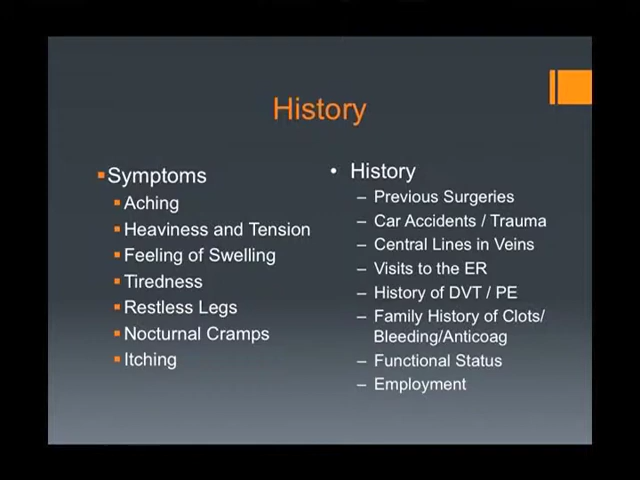 History
Symptoms
Aching
Heaviness and Tension
Feeling of Swelling
Tiredness
Restless Legs
Nocturnal Cramps
Itching
• History
– Previous Surgeries
– Car Accidents / Trauma
– Central Lines in Veins
– Visits to the ER
– History of DVT / PE
– Family History of Clots/
Bleeding/Anticoag
– Functional Status
– Employment